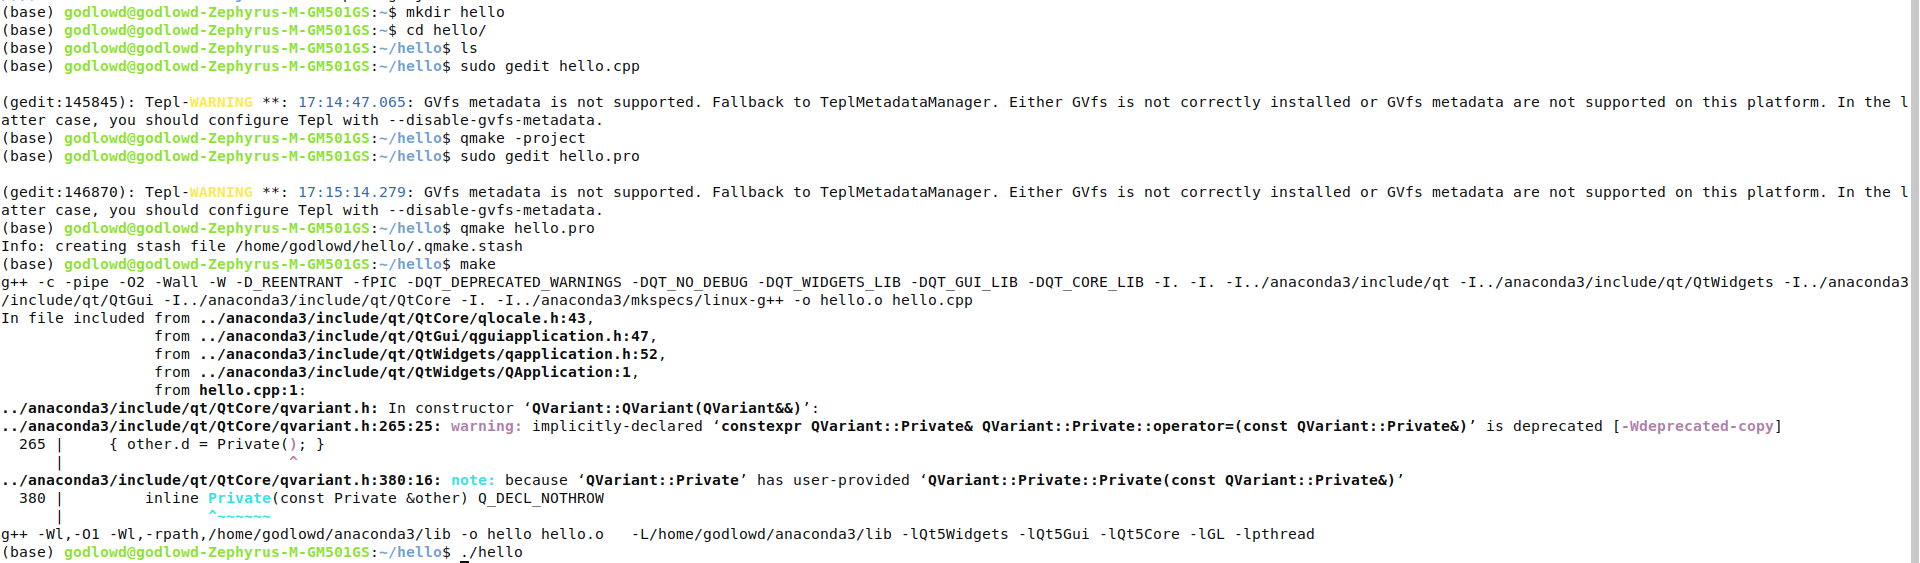 (base) godlowd@godlowd-Zephyrus-M-GM501GS:~$ mkdir hello
(base) godlowd@godlowd-Zephyrus-M-GM501GS:~$ cd hello/
(base) godlowd@godlowd-Zephyrus-M-GM501GS:~/hello$ ls
(base) godlowd@godlowd-Zephyrus-M-GM501GS:~/hello$ sudo gedit hello.cpp

(gedit:145845): Tepl-WARNING **: 17:14:47.065: GVfs metadata is not supported. Fallback to TeplMetadataManager. Either GVfs is not correctly installed or GVfs metadata are not supported on this platform. In the l
atter case, you should configure Tepl with --disable-gvfs-metadata.
(base) godlowd@godlowd-Zephyrus-M-GM501GS:~/hello$ qmake -project
(base) godlowd@godlowd-Zephyrus-M-GM501GS:~/hello$ sudo gedit hello.pro

(gedit:146870): Tepl-WARNING **: 17:15:14.279: GVfs metadata is not supported. Fallback to TeplMetadataManager. Either GVfs is not correctly installed or GVfs metadata are not supported on this platform. In the l
atter case, you should configure Tepl with --disable-gvfs-metadata.
(base) godlowd@godlowd-Zephyrus-M-GM501GS:~/hello$ qmake hello.pro
Info: creating stash file /home/godlowd/hello/.qmake.stash
(base) godlowd@godlowd-Zephyrus-M-GM501GS:~/hello$ make
g++ -c -pipe -O2 -Wall -W -D_REENTRANT -fPIC -DQT_DEPRECATED_WARNINGS -DQT_NO_DEBUG -DQT_WIDGETS_LIB -DQT_GUI_LIB -DQT_CORE_LIB -I. -I. -I../anaconda3/include/qt -I../anaconda3/include/qt/QtWidgets -I../anaconda3
/include/qt/QtGui -I../anaconda3/include/qt/QtCore -I. -I../anaconda3/mkspecs/linux-g++ -o hello.o hello.cpp
In file included from ../anaconda3/include/qt/QtCore/qlocale.h:43,
                 from ../anaconda3/include/qt/QtGui/qguiapplication.h:47,
                 from ../anaconda3/include/qt/QtWidgets/qapplication.h:52,
                 from ../anaconda3/include/qt/QtWidgets/QApplication:1,
                 from hello.cpp:1:
../anaconda3/include/qt/QtCore/qvariant.h: In constructor ‘QVariant::QVariant(QVariant&&)’:
../anaconda3/include/qt/QtCore/qvariant.h:265:25: warning: implicitly-declared ‘constexpr QVariant::Private& QVariant::Private::operator=(const QVariant::Private&)’ is deprecated [-Wdeprecated-copy]
  265 |     { other.d = Private(); }
      |                         ^
../anaconda3/include/qt/QtCore/qvariant.h:380:16: note: because ‘QVariant::Private’ has user-provided ‘QVariant::Private::Private(const QVariant::Private&)’
  380 |         inline Private(const Private &other) Q_DECL_NOTHROW
      |                ^~~~~~~
g++ -Wl,-O1 -Wl,-rpath,/home/godlowd/anaconda3/lib -o hello hello.o   -L/home/godlowd/anaconda3/lib -lQt5Widgets -lQt5Gui -lQt5Core -lGL -lpthread
(base) godlowd@godlowd-Zephyrus-M-GM501GS:~/hello$ ./hello